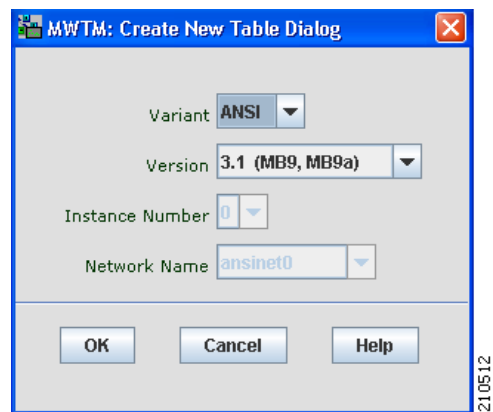 MWTM: Create New Table Dialog
Variant ANSI
Version 3.1 (MB9, MB9a)
Instance Number 0
Network Name ansinet0
OK Cancel Help
210512